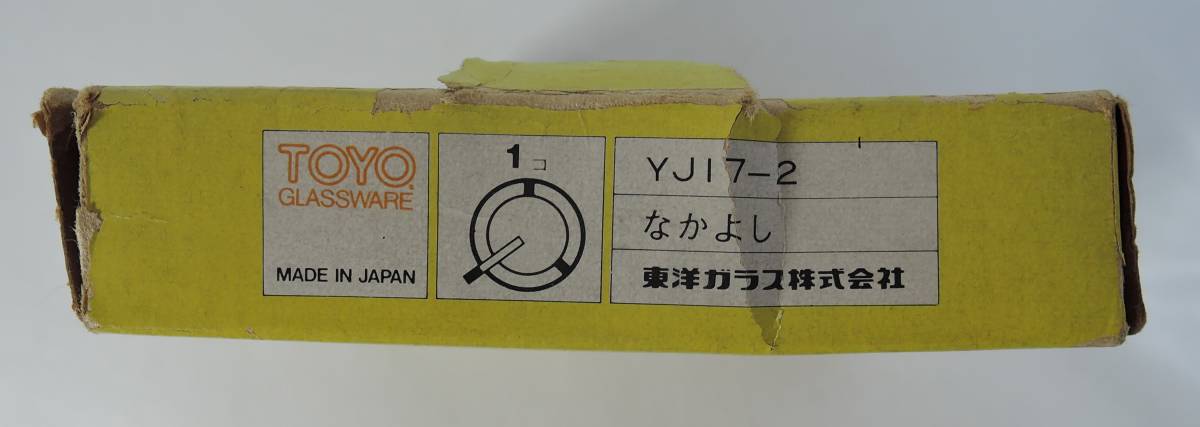 TOYO
GLASSWARE
MADE IN JAPAN
1コ
YJ17-2
なかよし
東洋ガラス株式会社